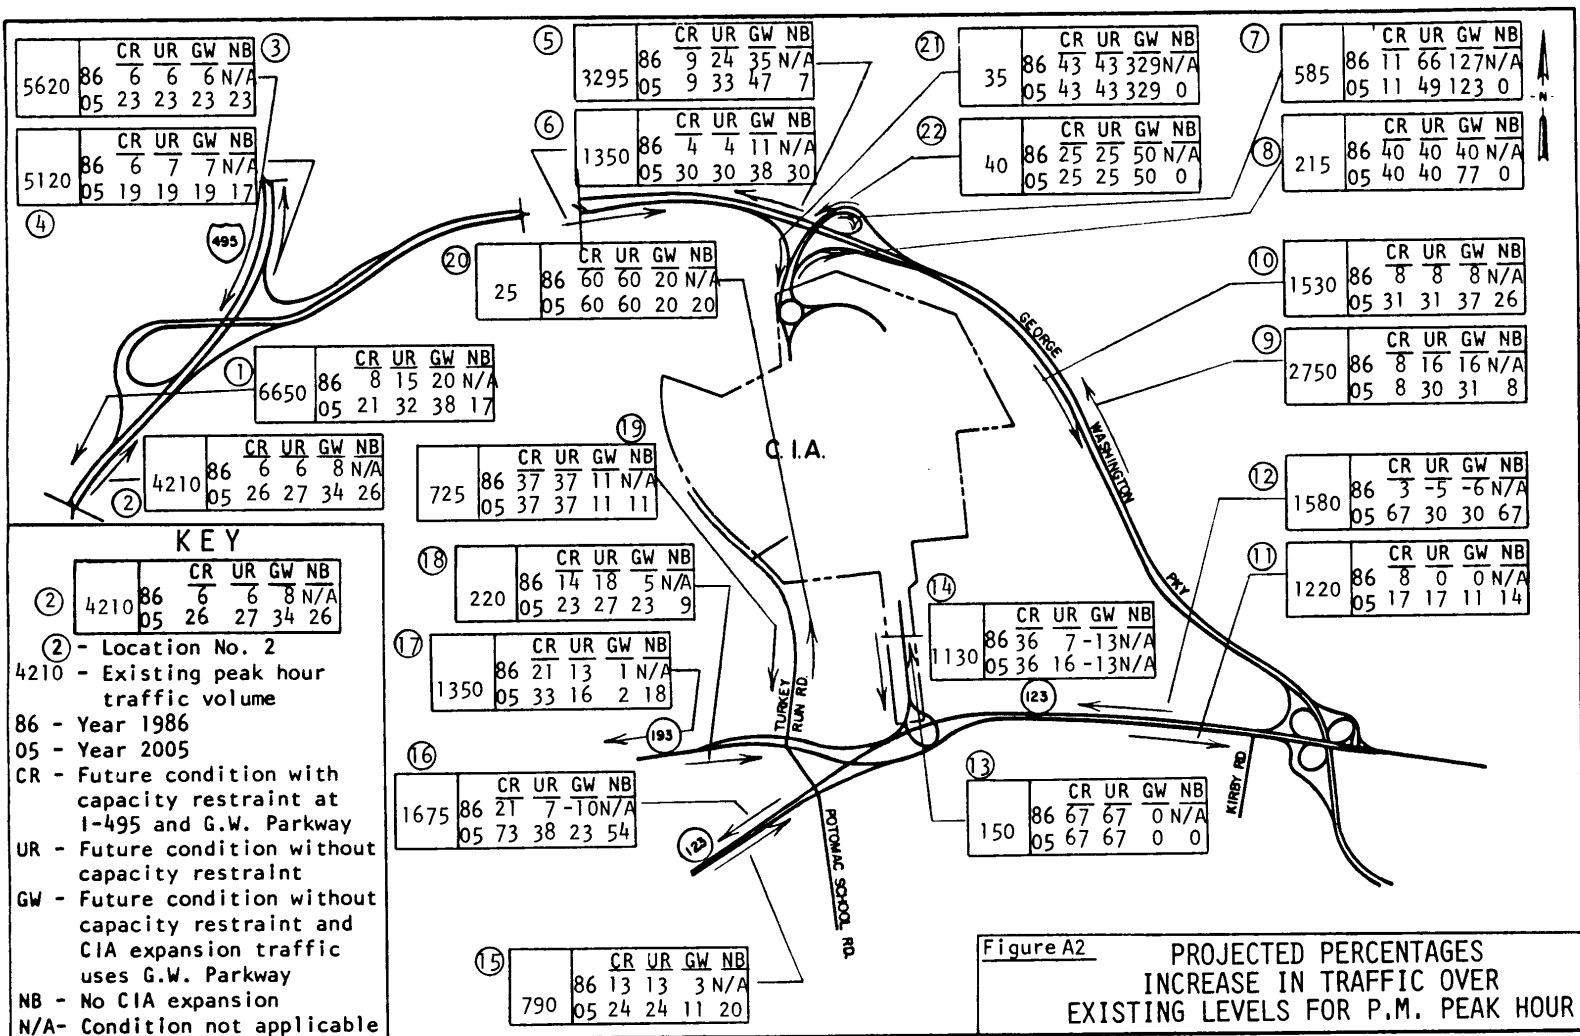 ③
CR UR GW NB
5620
86 6 6 6 N/A
05 23 23 23 23
CR UR GW NB
5120
86 6 7 7 N/A
05 19 19 19 17
④
⑤
CR UR GW NB
3295
86 9 24 35 N/A
05 9 33 47 7
⑥
CR UR GW NB
1350
86 4 4 11 N/A
05 30 30 38 30
㉑
CR UR GW NB
35
86 43 43 329 N/A
05 43 43 329 0
㉒
CR UR GW NB
40
86 25 25 50 N/A
05 25 25 50 0
⑦
CR UR GW NB
585
86 11 66 127 N/A
05 11 49 123 0
⑧
CR UR GW NB
215
86 40 40 40 N/A
05 40 40 77 0
N
495
⑳
CR UR GW NB
25
86 60 60 20 N/A
05 60 60 20 20
⑩
CR UR GW NB
1530
86 8 8 8 N/A
05 31 31 37 26
⑨
CR UR GW NB
2750
86 8 16 16 N/A
05 8 30 31 8
GEORGE
WASHINGTON
PKY
①
CR UR GW NB
6650
86 8 15 20 N/A
05 21 32 38 17
②
CR UR GW NB
4210
86 6 6 8 N/A
05 26 27 34 26
⑲
CR UR GW NB
725
86 37 37 11 N/A
05 37 37 11 11
C.I.A.
⑫
CR UR GW NB
1580
86 3 -5 -6 N/A
05 67 30 30 67
⑪
CR UR GW NB
1220
86 8 0 0 N/A
05 17 17 11 14
⑱
CR UR GW NB
220
86 14 18 5 N/A
05 23 27 23 9
⑭
CR UR GW NB
1130
86 36 7 -13 N/A
05 36 16 -13 N/A
⑰
CR UR GW NB
1350
86 21 13 1 N/A
05 33 16 2 18
TURKEY
RUN RD.
193
123
⑯
CR UR GW NB
1675
86 21 7 -10 N/A
05 73 38 23 54
⑬
CR UR GW NB
150
86 67 67 0 N/A
05 67 67 0 0
KIRBY RD
123
POTOMAC SCHOOL RD.
⑮
CR UR GW NB
790
86 13 13 3 N/A
05 24 24 11 20
KEY
②
CR UR GW NB
4210
86 6 6 8 N/A
05 26 27 34 26
② - Location No. 2
4210 - Existing peak hour
traffic volume
86 - Year 1986
05 - Year 2005
CR - Future condition with
capacity restraint at
I-495 and G.W. Parkway
UR - Future condition without
capacity restraint
GW - Future condition without
capacity restraint and
CIA expansion traffic
uses G.W. Parkway
NB - No CIA expansion
N/A- Condition not applicable
Figure A2
PROJECTED PERCENTAGES
INCREASE IN TRAFFIC OVER
EXISTING LEVELS FOR P.M. PEAK HOUR